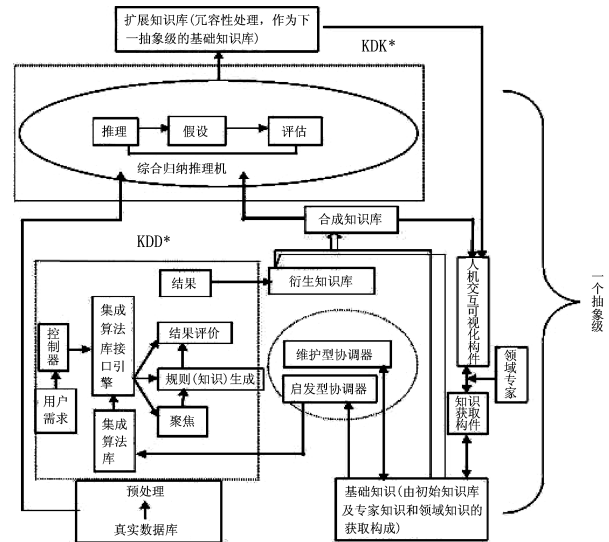 扩展知识库(冗容性处理，作为下
一抽象级的基础知识库)
KDK*
推理
假设
评估
综合归纳推理机
合成知识库
KDD*
结果
衍生知识库
人机交互可视化构件
一个抽象级
控制器
集成
算法
库接
口引
擎
结果评价
规则(知识)生成
聚焦
维护型协调器
启发型协调器
领域
专家
知识
获取
构件
用户
需求
集成
算法
库
预处理
真实数据库
基础知识(由初始知识库
及专家知识和领域知识的
获取构成)